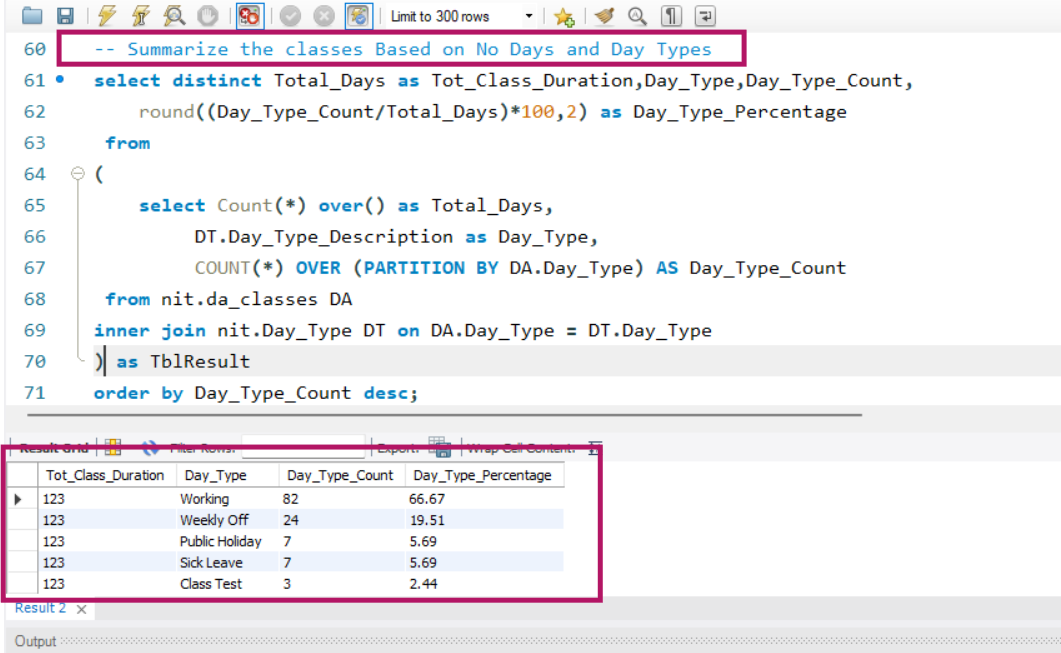 Limit to 300 rows
60 -- Summarize the classes Based on No Days and Day Types
61 select distinct Total_Days as Tot_Class_Duration,Day_Type,Day_Type_Count,
62 round((Day_Type_Count/Total_Days)*100,2) as Day_Type_Percentage
63 from
64 (
65 select Count(*) over() as Total_Days,
66 DT.Day_Type_Description as Day_Type,
67 COUNT(*) OVER (PARTITION BY DA.Day_Type) AS Day_Type_Count
68 from nit.da_classes DA
69 inner join nit.Day_Type DT on DA.Day_Type = DT.Day_Type
70 ) as TblResult
71 order by Day_Type_Count desc;
Result Grid Filter Rows: Export: Wrap Cell Content:
Tot_Class_Duration Day_Type Day_Type_Count Day_Type_Percentage
123 Working 82 66.67
123 Weekly Off 24 19.51
123 Public Holiday 7 5.69
123 Sick Leave 7 5.69
123 Class Test 3 2.44
Result 2
Output